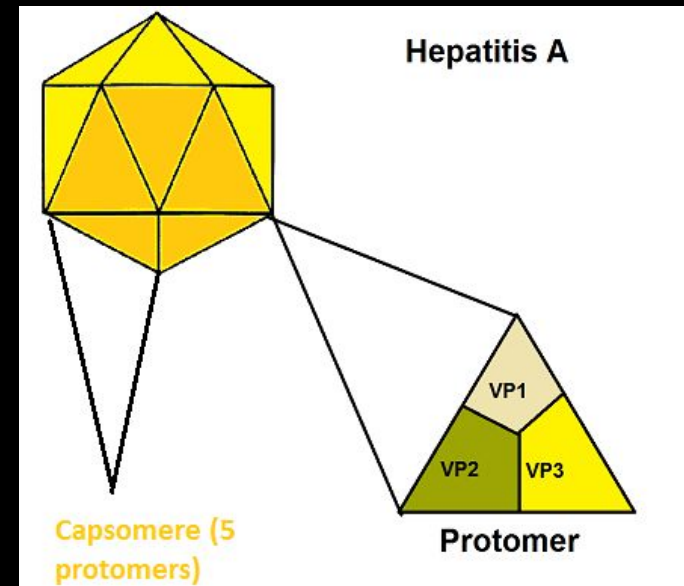 Hepatitis A
VP1
VP2 VP3
Protomer
Capsomere (5
protomers)